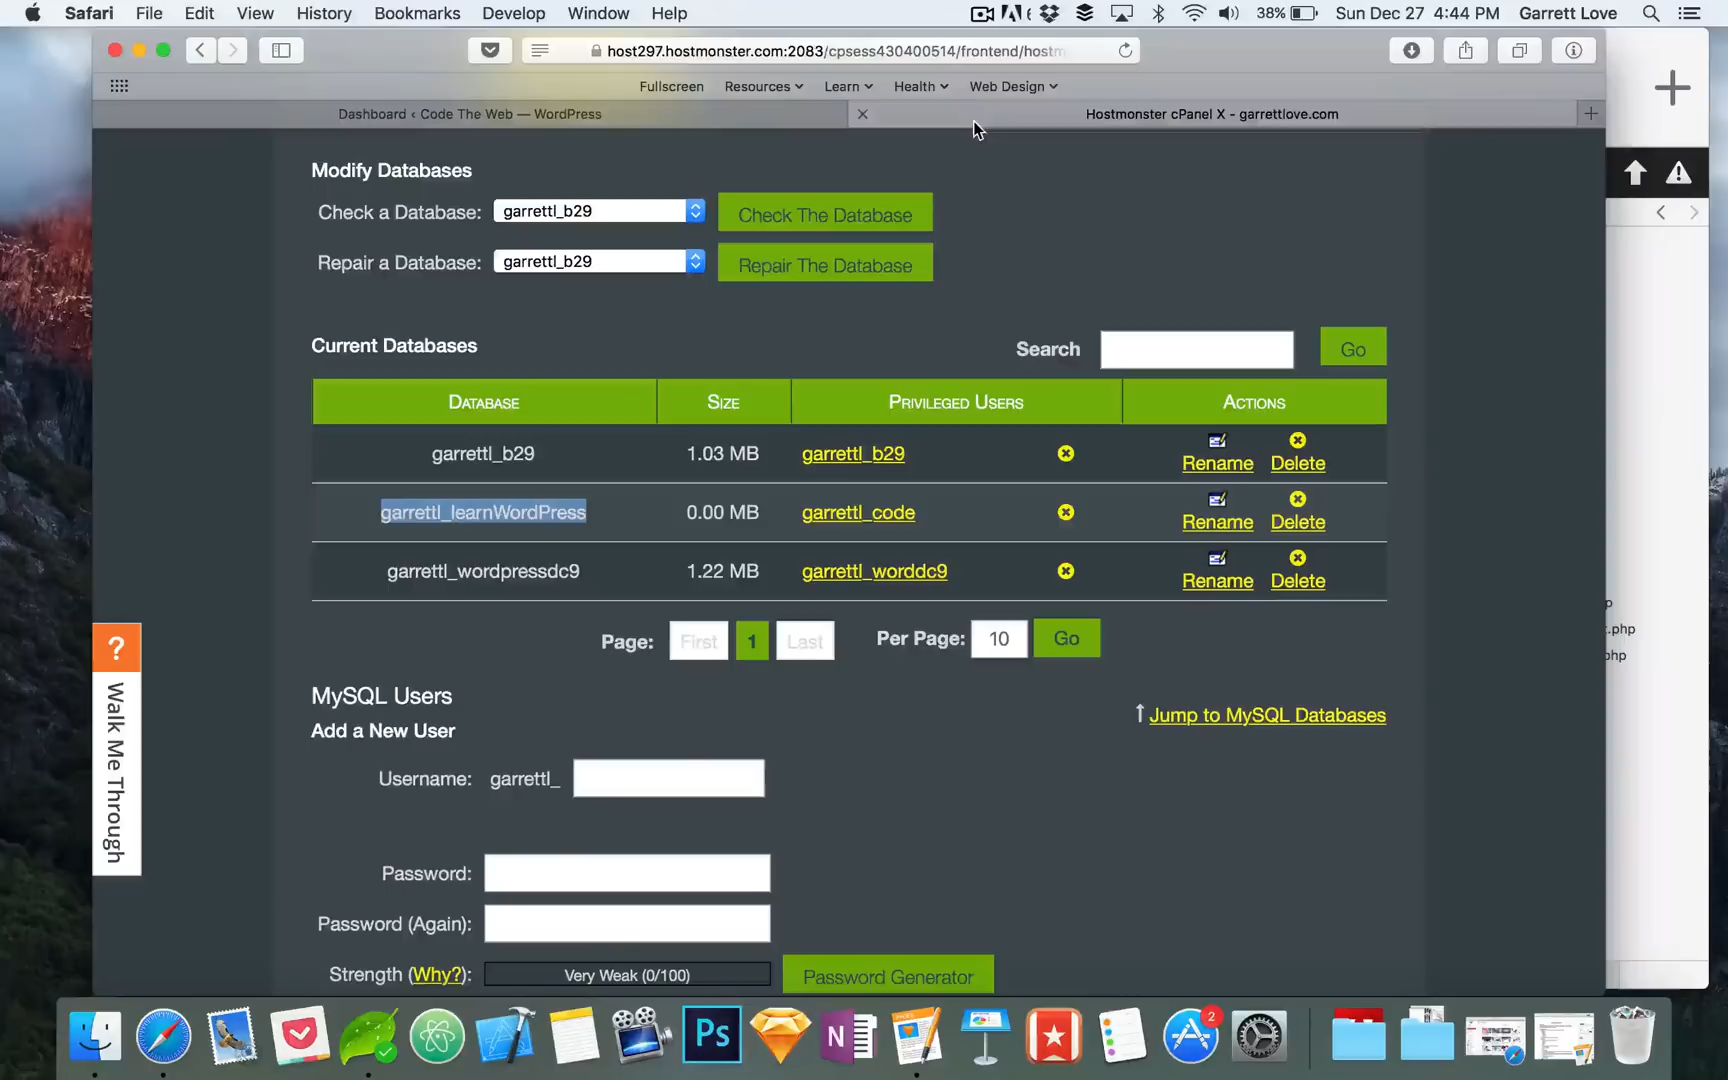 Safari File Edit View History Bookmarks Develop Window Help 38% Sun Dec 27 4:44 PM Garrett Love
host297.hostmonster.com:2083/cpsess430400514/frontend/hostm
Fullscreen Resources Learn Health Web Design
Dashboard ‹ Code The Web — WordPress Hostmonster cPanel X - garrettlove.com
Modify Databases
Check a Database: garrettl_b29 Check The Database
Repair a Database: garrettl_b29 Repair The Database
Current Databases Search Go
DATABASE SIZE PRIVILEGED USERS ACTIONS
garrettl_b29 1.03 MB garrettl_b29 Rename Delete
garrettl_learnWordPress 0.00 MB garrettl_code Rename Delete
garrettl_wordpressdc9 1.22 MB garrettl_worddc9 Rename Delete
Page: First 1 Last Per Page: 10 Go
MySQL Users
Jump to MySQL Databases
Add a New User
Username: garrettl_
Password:
Password (Again):
Strength (Why?): Very Weak (0/100) Password Generator
? Walk Me Through
.php
Ps
N
2